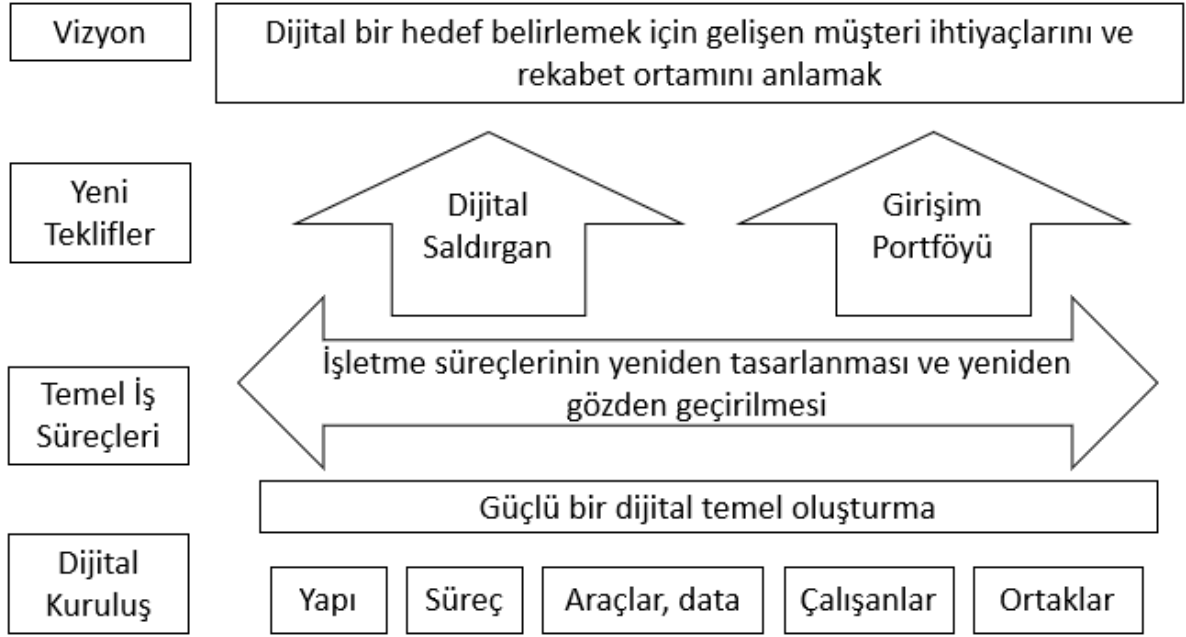 Vizyon
Dijital bir hedef belirlemek için gelişen müşteri ihtiyaçlarını ve
rekabet ortamını anlamak
Yeni
Teklifler
Dijital
Saldırgan
Girişim
Portföyü
Temel İş
Süreçleri
İşletme süreçlerinin yeniden tasarlanması ve yeniden
gözden geçirilmesi
Güçlü bir dijital temel oluşturma
Dijital
Kuruluş
Yapı
Süreç
Araçlar, data
Çalışanlar
Ortaklar